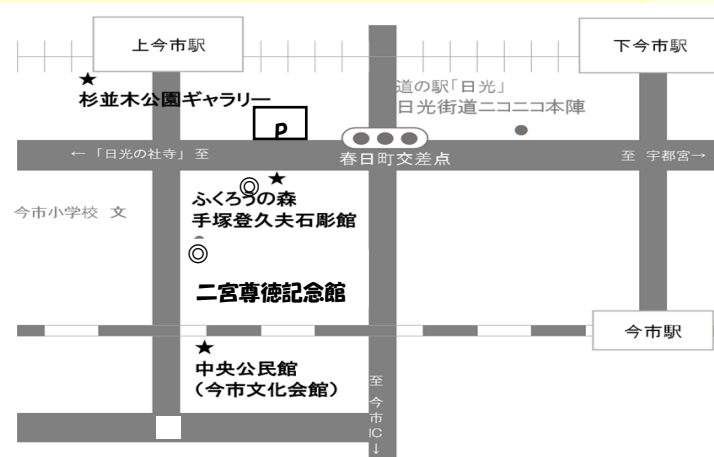 上今市駅
下今市駅
★
杉並木公園ギャラリー
道の駅「日光」
日光街道ニコニコ本陣
P
← 「日光の社寺」 至
春日町交差点
至 宇都宮→
◎ ★
ふくろうの森
手塚登久夫石彫館
今市小学校 文
◎
二宮尊徳記念館
今市駅
★
中央公民館
(今市文化会館)
至 今市IC↓